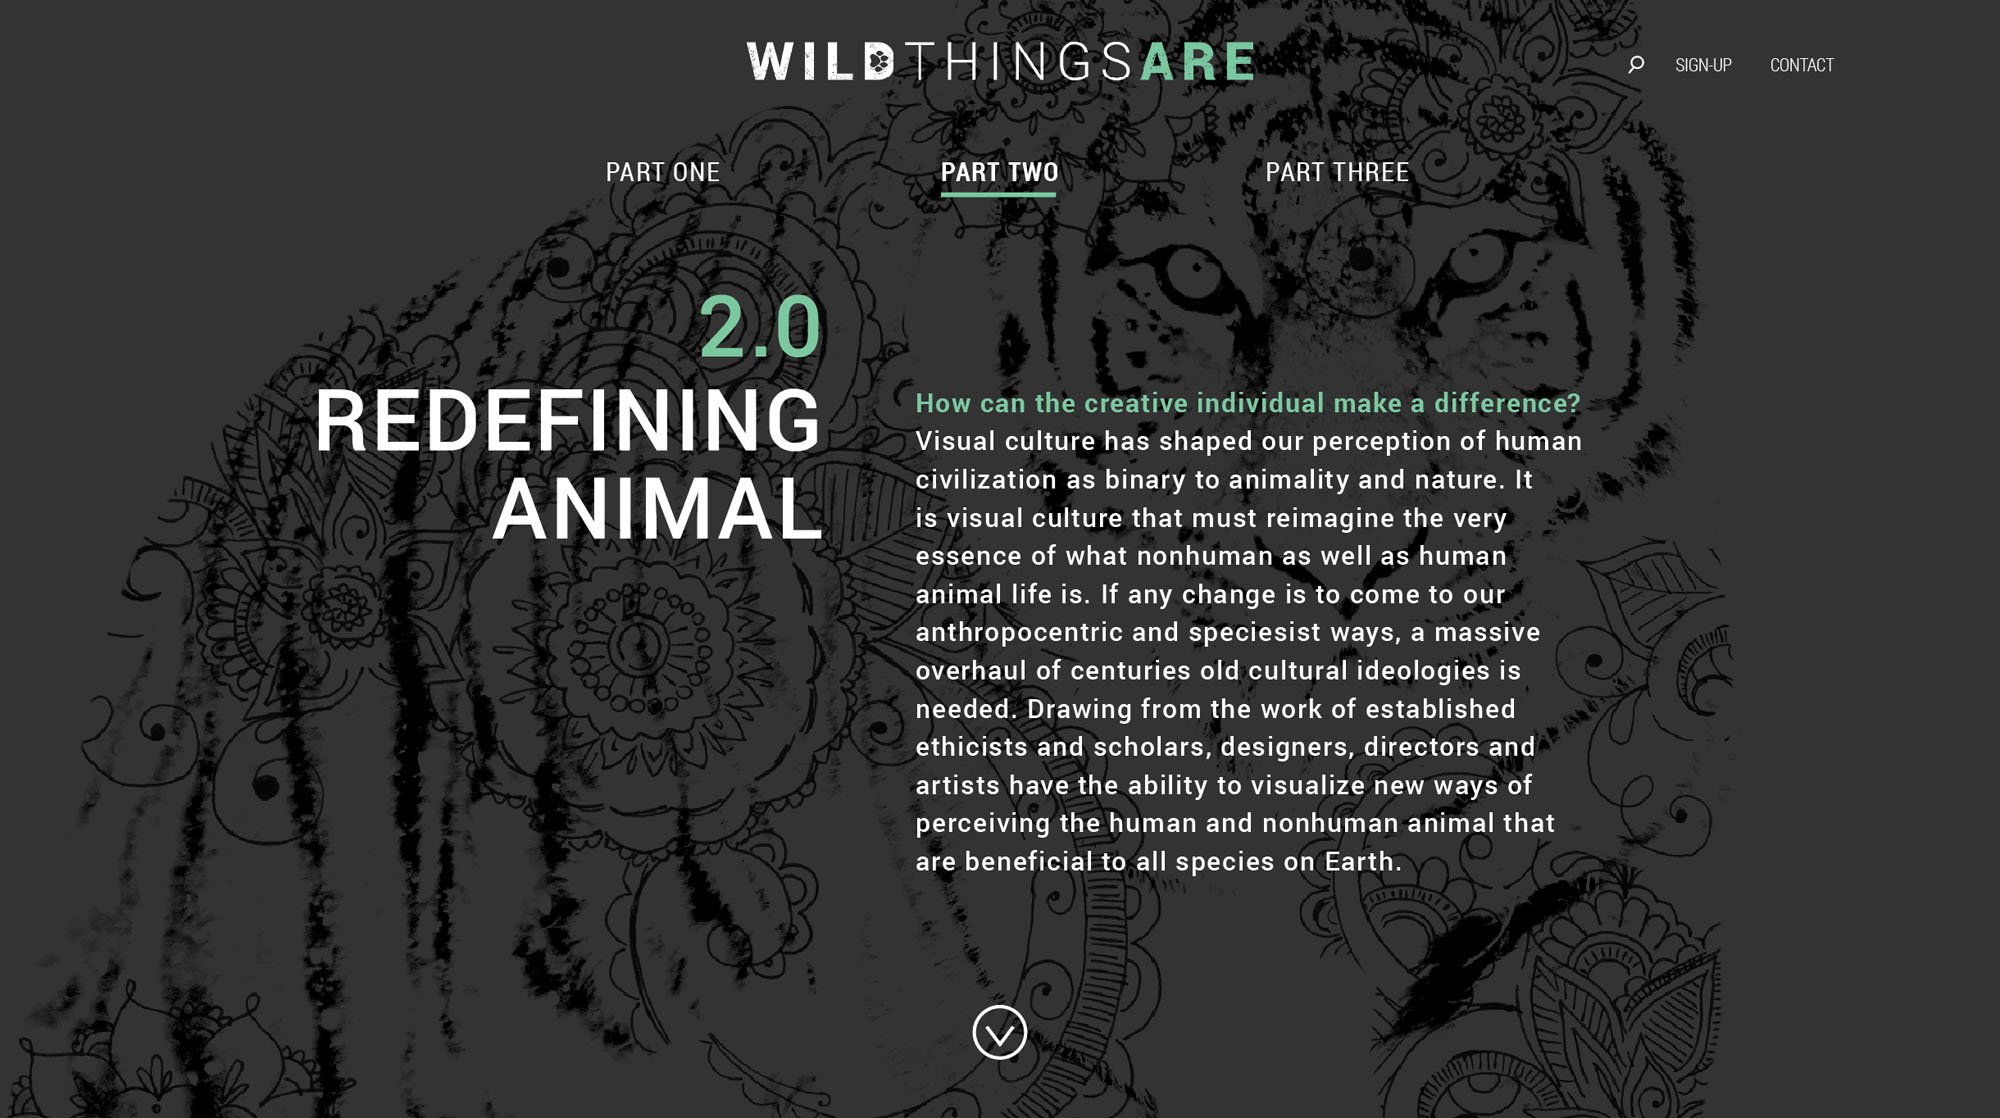 WILDTHINGSARE
SIGN-UP
CONTACT
PART ONE
PART TWO
PART THREE
2.0
REDEFINING
ANIMAL
How can the creative individual make a difference?
Visual culture has shaped our perception of human
civilization as binary to animality and nature. It
is visual culture that must reimagine the very
essence of what nonhuman as well as human
animal life is. If any change is to come to our
anthropocentric and speciesist ways, a massive
overhaul of centuries old cultural ideologies is
needed. Drawing from the work of established
ethicists and scholars, designers, directors and
artists have the ability to visualize new ways of
perceiving the human and nonhuman animal that
are beneficial to all species on Earth.